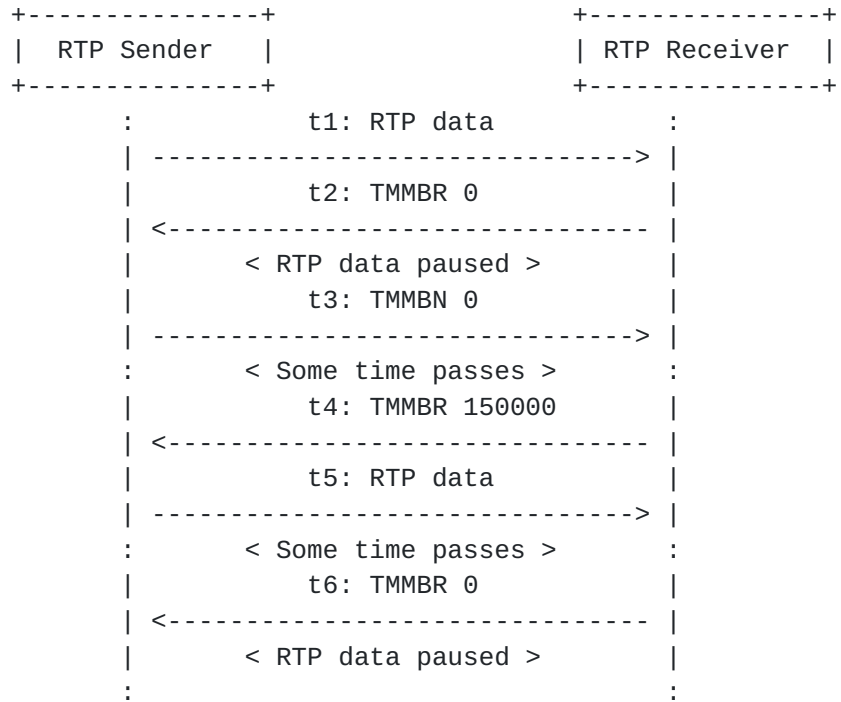 RTP Sender RTP Receiver
t1: RTP data
t2: TMMBR 0
< RTP data paused >
t3: TMMBN 0
< Some time passes >
t4: TMMBR 150000
t5: RTP data
< Some time passes >
t6: TMMBR 0
< RTP data paused >